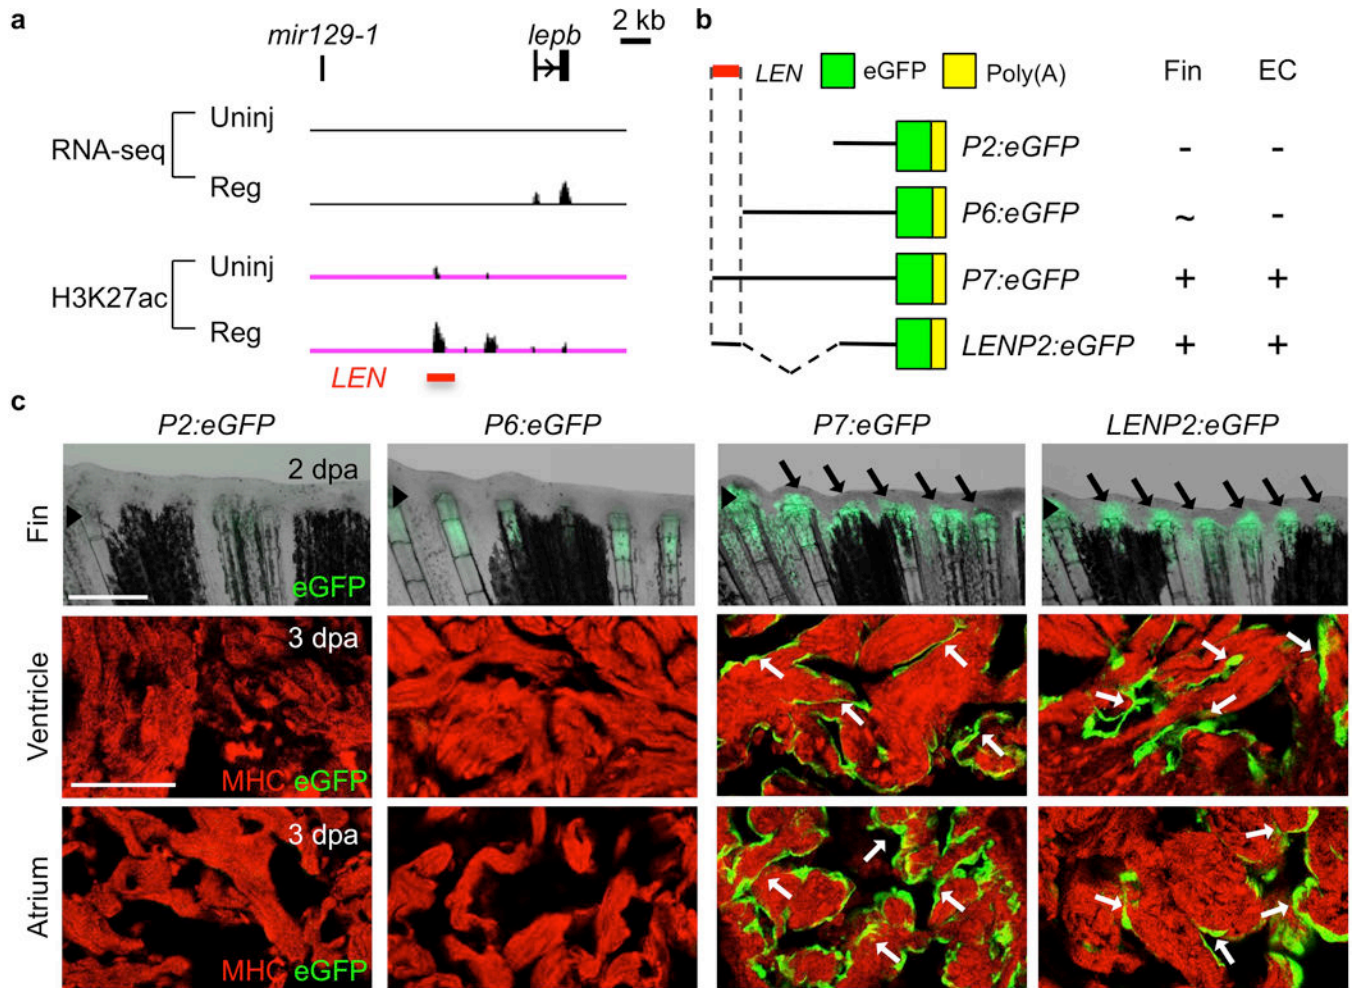 a
mir129-1
lepb
2 kb
RNA-seq
Uninj
Reg
H3K27ac
Uninj
Reg
LEN
b
LEN eGFP Poly(A) Fin EC
P2:eGFP - -
P6:eGFP ~ -
P7:eGFP + +
LENP2:eGFP + +
c
P2:eGFP P6:eGFP P7:eGFP LENP2:eGFP
Fin
2 dpa
eGFP
Ventricle
3 dpa
MHC eGFP
Atrium
3 dpa
MHC eGFP